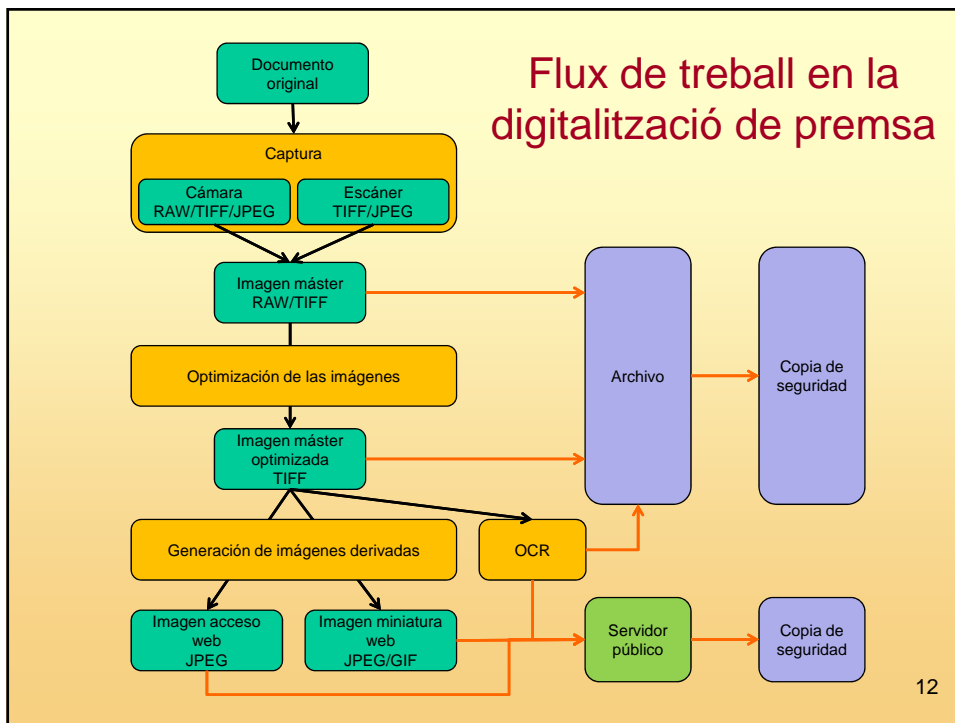 Flux de treball en la
digitalització de premsa
Documento
original
Captura
Cámara
RAW/TIFF/JPEG
Escáner
TIFF/JPEG
Imagen máster
RAW/TIFF
Optimización de las imágenes
Archivo
Copia de
seguridad
Imagen máster
optimizada
TIFF
Generación de imágenes derivadas
OCR
Imagen acceso
web
JPEG
Imagen miniatura
web
JPEG/GIF
Servidor
público
Copia de
seguridad
12